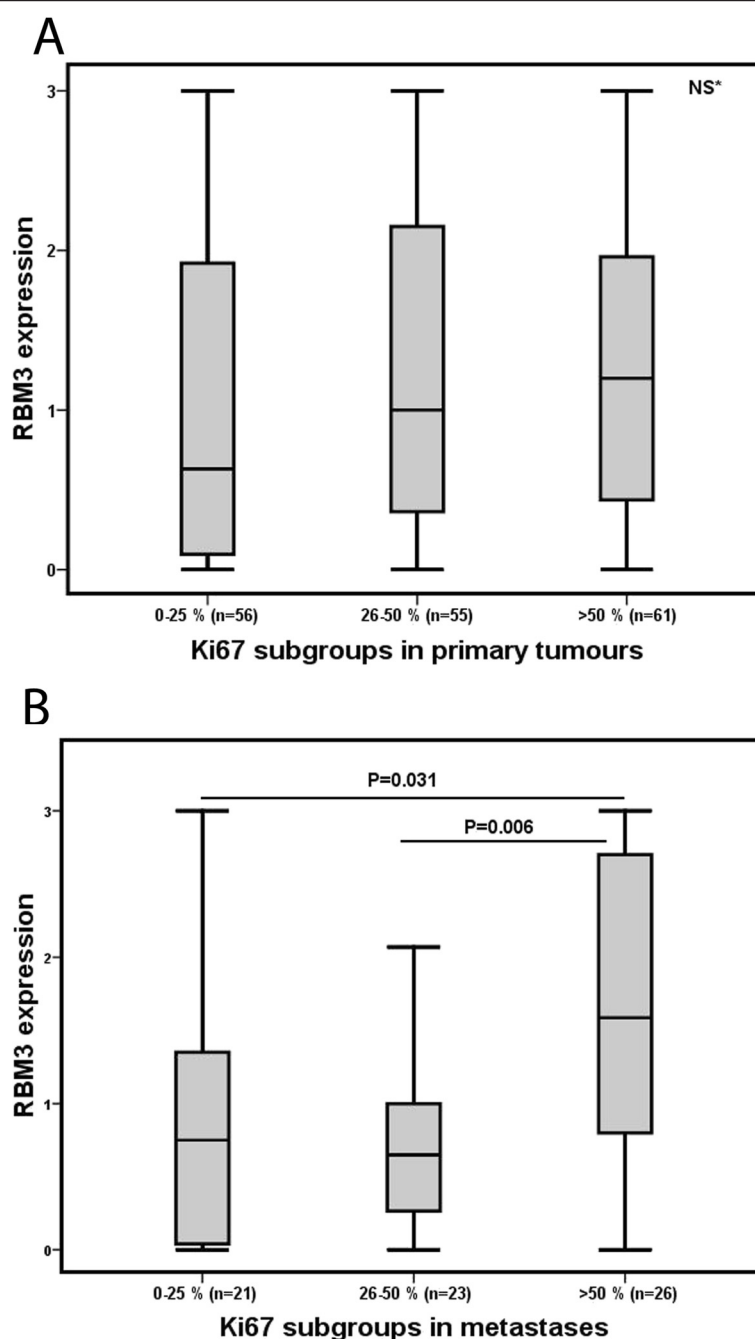 A
NS*
3
2
1
0
RBM3 expression
0-25 % (n=56) 26-50 % (n=55) >50 % (n=61)
Ki67 subgroups in primary tumours
B
P=0.031
P=0.006
3
2
1
0
RBM3 expression
0-25 % (n=21) 26-50 % (n=23) >50 % (n=26)
Ki67 subgroups in metastases